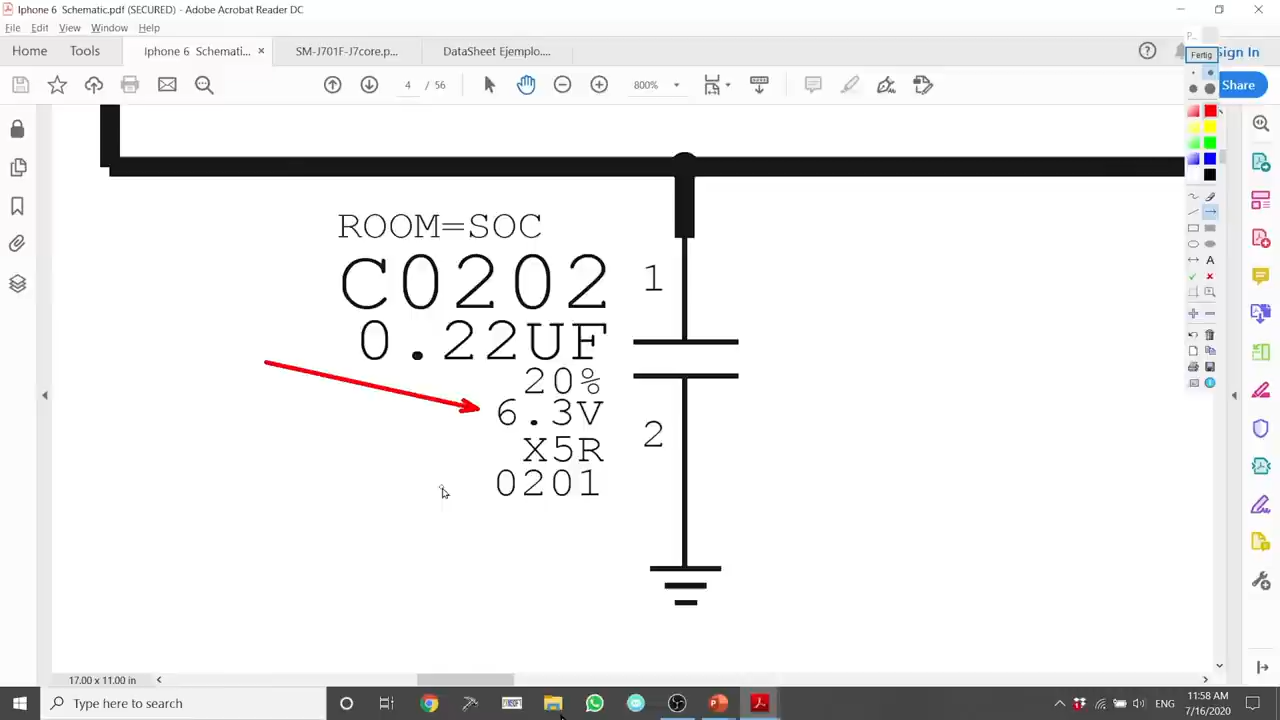 Iphone 6 Schematic.pdf (SECURED) - Adobe Acrobat Reader DC
File Edit View Window Help
Home Tools Iphone 6 Schemati... × SM-J701F-J7core.p... DataSheet Ejemplo.... Sign In
Fertig
4 / 56 800% Share
ROOM=SOC
C0202
1
0.22UF
20%
6.3V
2
X5R
0201
17.00 x 11.00 in
Type here to search
ENG
11:58 AM
7/16/2020